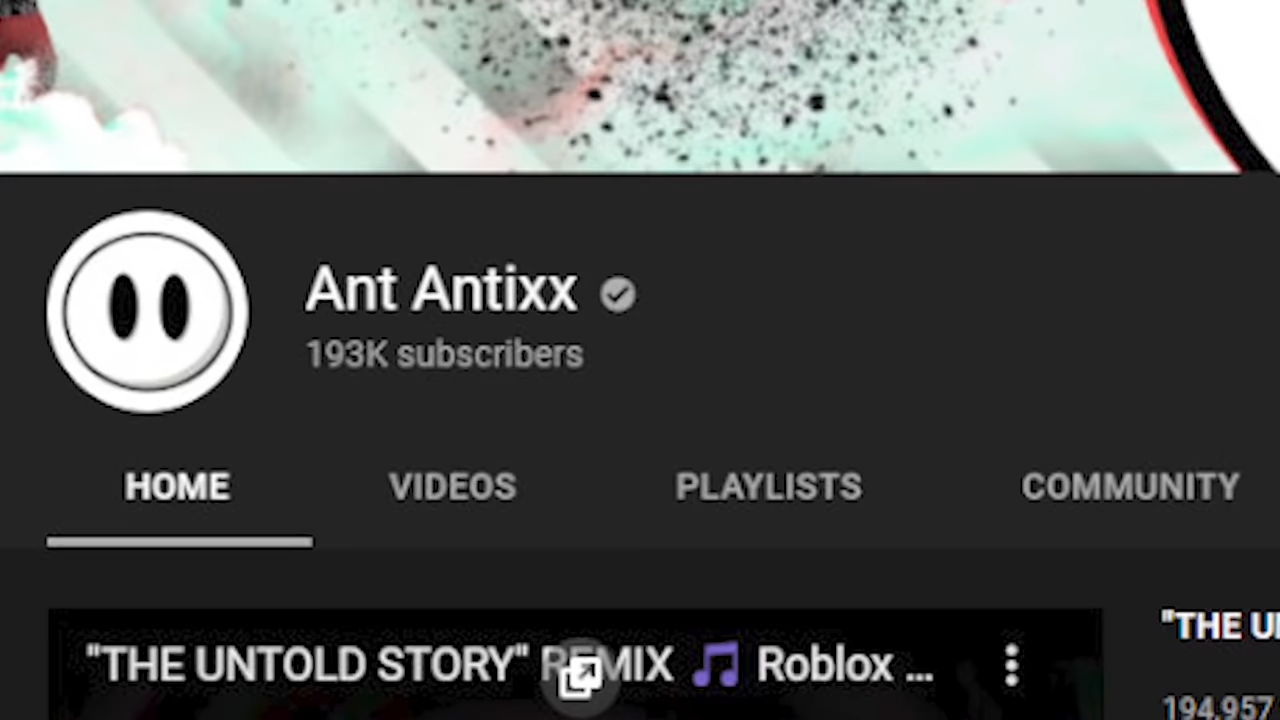 Ant Antixx
193K subscribers
HOME VIDEOS PLAYLISTS COMMUNITY
"THE UNTOLD STORY" REMIX 🎵 Roblox ...
"THE U
194,957